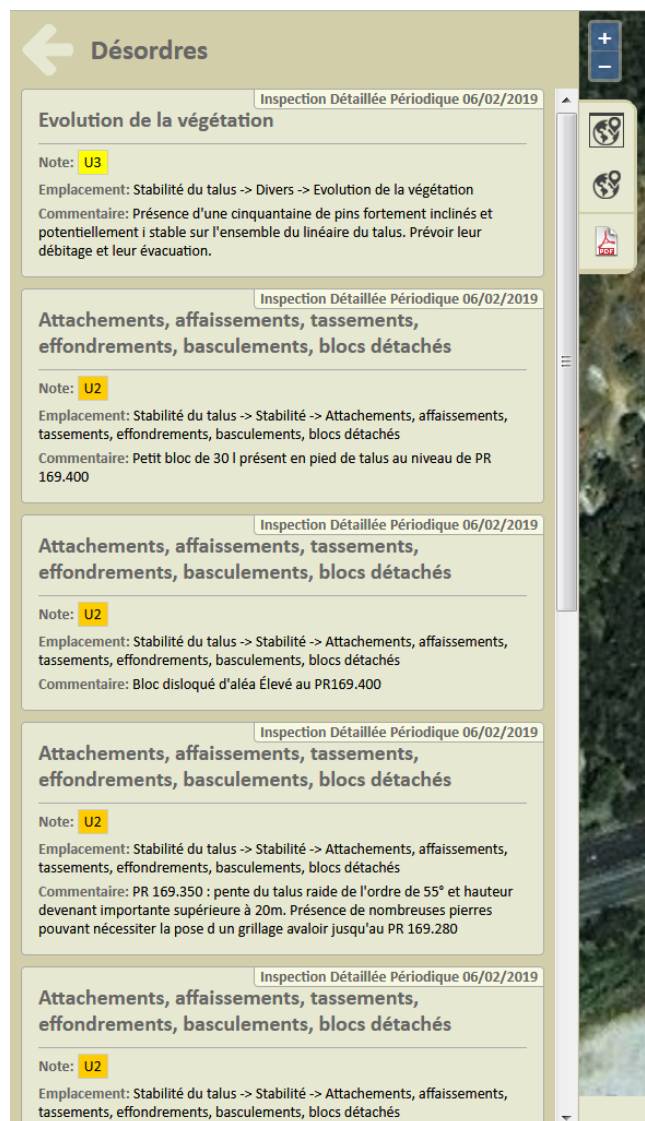 Désordres
+
−
Inspection Détaillée Périodique 06/02/2019
Evolution de la végétation
Note: U3
Emplacement: Stabilité du talus -> Divers -> Evolution de la végétation
Commentaire: Présence d'une cinquantaine de pins fortement inclinés et
potentiellement i stable sur l'ensemble du linéaire du talus. Prévoir leur
débitage et leur évacuation.
PDF
Inspection Détaillée Périodique 06/02/2019
Attachements, affaissements, tassements,
effondrements, basculements, blocs détachés
Note: U2
Emplacement: Stabilité du talus -> Stabilité -> Attachements, affaissements,
tassements, effondrements, basculements, blocs détachés
Commentaire: Petit bloc de 30 l présent en pied de talus au niveau de PR
169.400
Inspection Détaillée Périodique 06/02/2019
Attachements, affaissements, tassements,
effondrements, basculements, blocs détachés
Note: U2
Emplacement: Stabilité du talus -> Stabilité -> Attachements, affaissements,
tassements, effondrements, basculements, blocs détachés
Commentaire: Bloc disloqué d'aléa Élevé au PR169.400
Inspection Détaillée Périodique 06/02/2019
Attachements, affaissements, tassements,
effondrements, basculements, blocs détachés
Note: U2
Emplacement: Stabilité du talus -> Stabilité -> Attachements, affaissements,
tassements, effondrements, basculements, blocs détachés
Commentaire: PR 169.350 : pente du talus raide de l'ordre de 55° et hauteur
devenant importante supérieure à 20m. Présence de nombreuses pierres
pouvant nécessiter la pose d un grillage avaloir jusqu'au PR 169.280
Inspection Détaillée Périodique 06/02/2019
Attachements, affaissements, tassements,
effondrements, basculements, blocs détachés
Note: U2
Emplacement: Stabilité du talus -> Stabilité -> Attachements, affaissements,
tassements, effondrements, basculements, blocs détachés